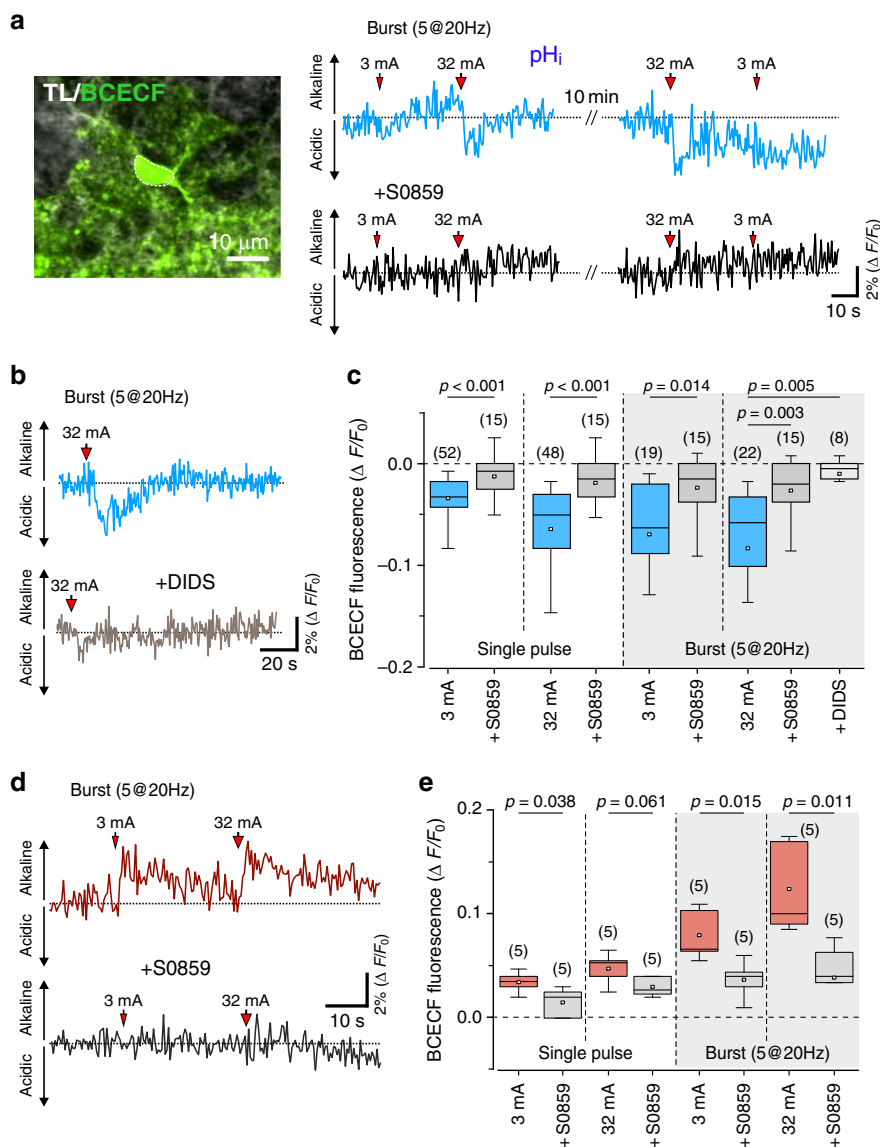 a
Burst (5@20Hz)
TL/BCECF
10 μm
Alkaline
Acidic
3 mA
32 mA
pHi
10 min
32 mA
3 mA
+S0859
Alkaline
Acidic
3 mA
32 mA
32 mA
3 mA
2% (Δ F/F0)
10 s
b
Burst (5@20Hz)
32 mA
Alkaline
Acidic
+DIDS
32 mA
Alkaline
Acidic
2% (Δ F/F0)
20 s
c
BCECF fluorescence (Δ F/F0)
0.0
−0.1
−0.2
p < 0.001
p < 0.001
p = 0.014
p = 0.005
p = 0.003
(52)
(15)
(48)
(15)
(19)
(15)
(22)
(15)
(8)
Single pulse
Burst (5@20Hz)
3 mA
+ S0859
32 mA
+ S0859
3 mA
+ S0859
32 mA
+ S0859
+ DIDS
d
Burst (5@20Hz)
3 mA
32 mA
Alkaline
Acidic
+S0859
3 mA
32 mA
Alkaline
Acidic
2% (Δ F/F0)
10 s
e
BCECF fluorescence (Δ F/F0)
0.2
0.1
0.0
p = 0.038
p = 0.061
p = 0.015
p = 0.011
(5)
(5)
(5)
(5)
(5)
(5)
(5)
(5)
Single pulse
Burst (5@20Hz)
3 mA
+ S0859
32 mA
+ S0859
3 mA
+ S0859
32 mA
+ S0859